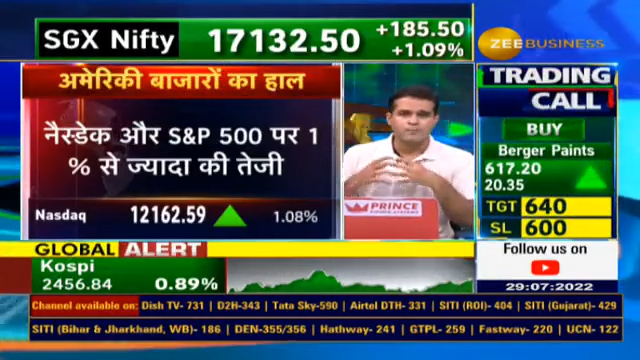 SGX Nifty 17132.50 +185.50
+1.09%
ZEE BUSINESS
अमेरिकी बाजारों का हाल
नैस्डेक और S&P 500 पर 1
% से ज्यादा की तेजी
Nasdaq 12162.59 1.08%
PRINCE
TRADING
CALL
BUY
Berger Paints
617.20
20.35
TGT 640
SL 600
GLOBAL ALERT
Kospi
2456.84 0.89%
Follow us on
29:07:2022
Channel available on: Dish TV- 731 | D2H-343 | Tata Sky-590 | Airtel DTH- 331 | SITI (ROI)- 404 | SITI (Gujarat)- 429
SITI (Bihar & Jharkhand, WB)- 186 | DEN-355/356 | Hathway- 241 | GTPL- 259 | Fastway- 220 | UCN- 122